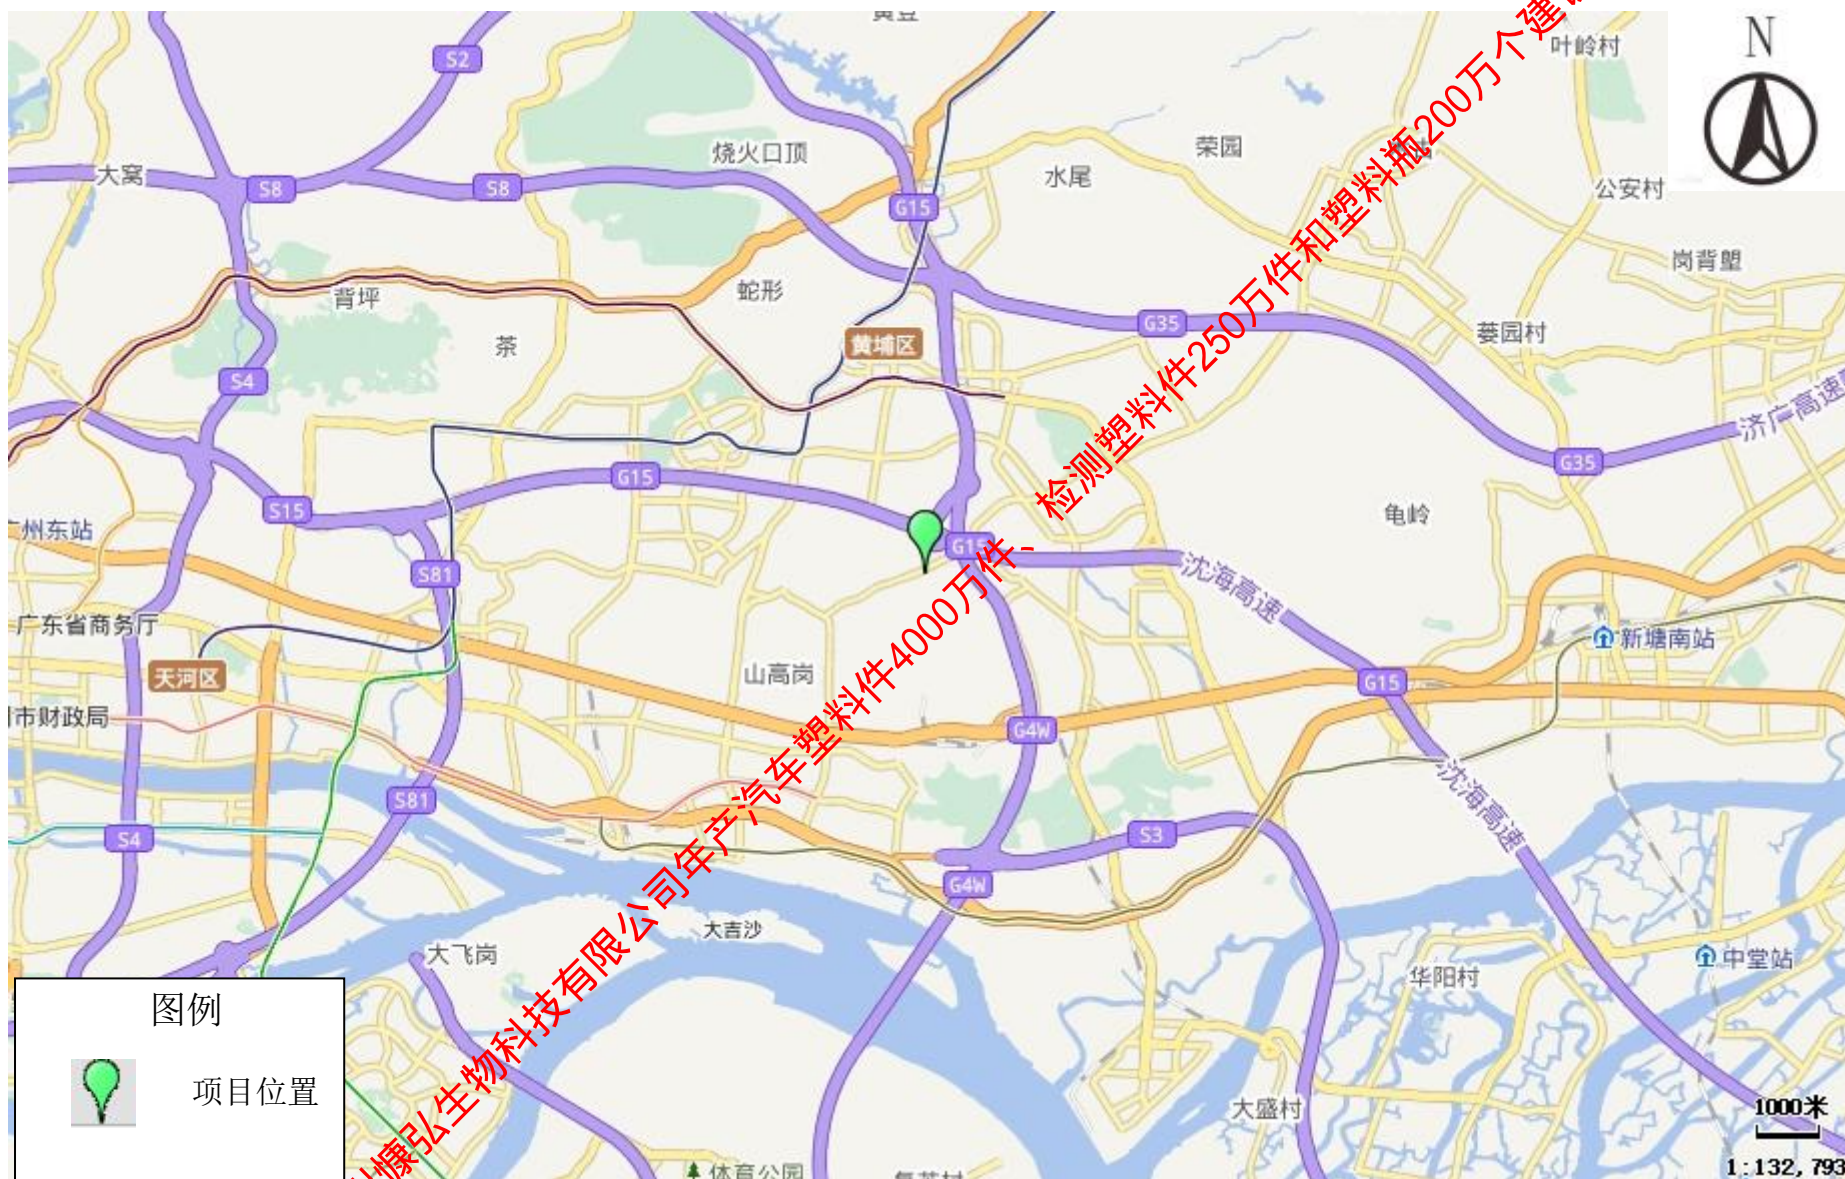 N
叶岭村
S2
烧火口顶
荣园
水尾
大窝
S8
S8
G15
公安村
岗背塱
背坪
蛇形
黄埔区
G35
蒌园村
茶
S4
济广高速
G35
G15
S15
龟岭
州东站
G15
S81
沈海高速
广东省商务厅
新塘南站
天河区
山高岗
G15
市财政局
G4W
沈海高速
S81
S4
S3
G4W
大吉沙
大飞岗
中堂站
华阳村
图例
项目位置
大盛村
1000米
1:132,793
体育公园
慷弘生物科技有限公司年产汽车塑料件4000万件、检测塑料件250万件和塑料瓶200万个建